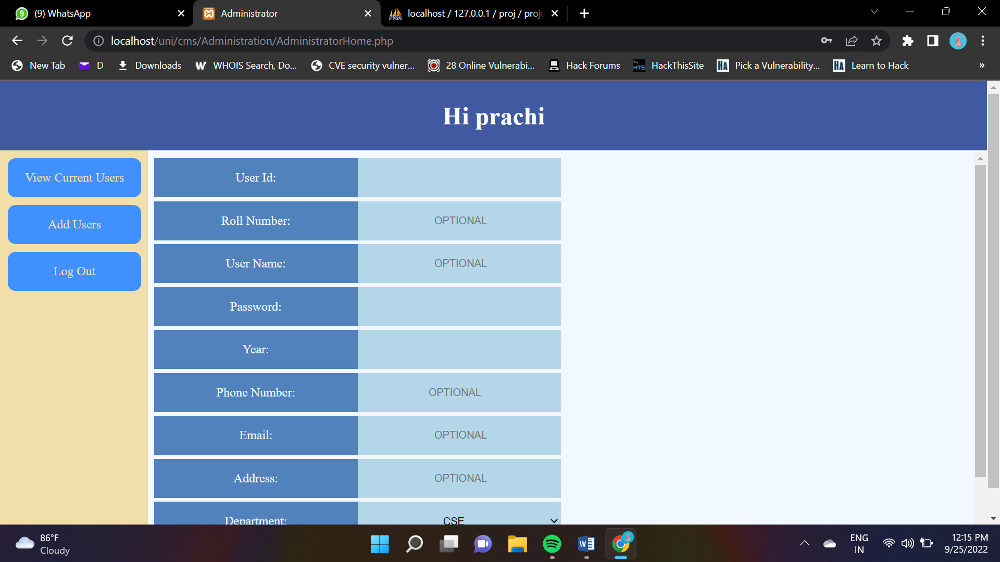 (9) WhatsApp
Administrator
localhost / 127.0.0.1 / proj / proj
localhost/uni/cms/Administration/AdministratorHome.php
New Tab
D
Downloads
WHOIS Search, Do...
CVE security vulner...
28 Online Vulnerabi...
Hack Forums
HackThisSite
Pick a Vulnerability...
Learn to Hack
»
Hi prachi
View Current Users
Add Users
Log Out
User Id:
Roll Number: OPTIONAL
User Name: OPTIONAL
Password:
Year:
Phone Number: OPTIONAL
Email: OPTIONAL
Address: OPTIONAL
Department: CSE
86°F
Cloudy
ENG
IN
12:15 PM
9/25/2022